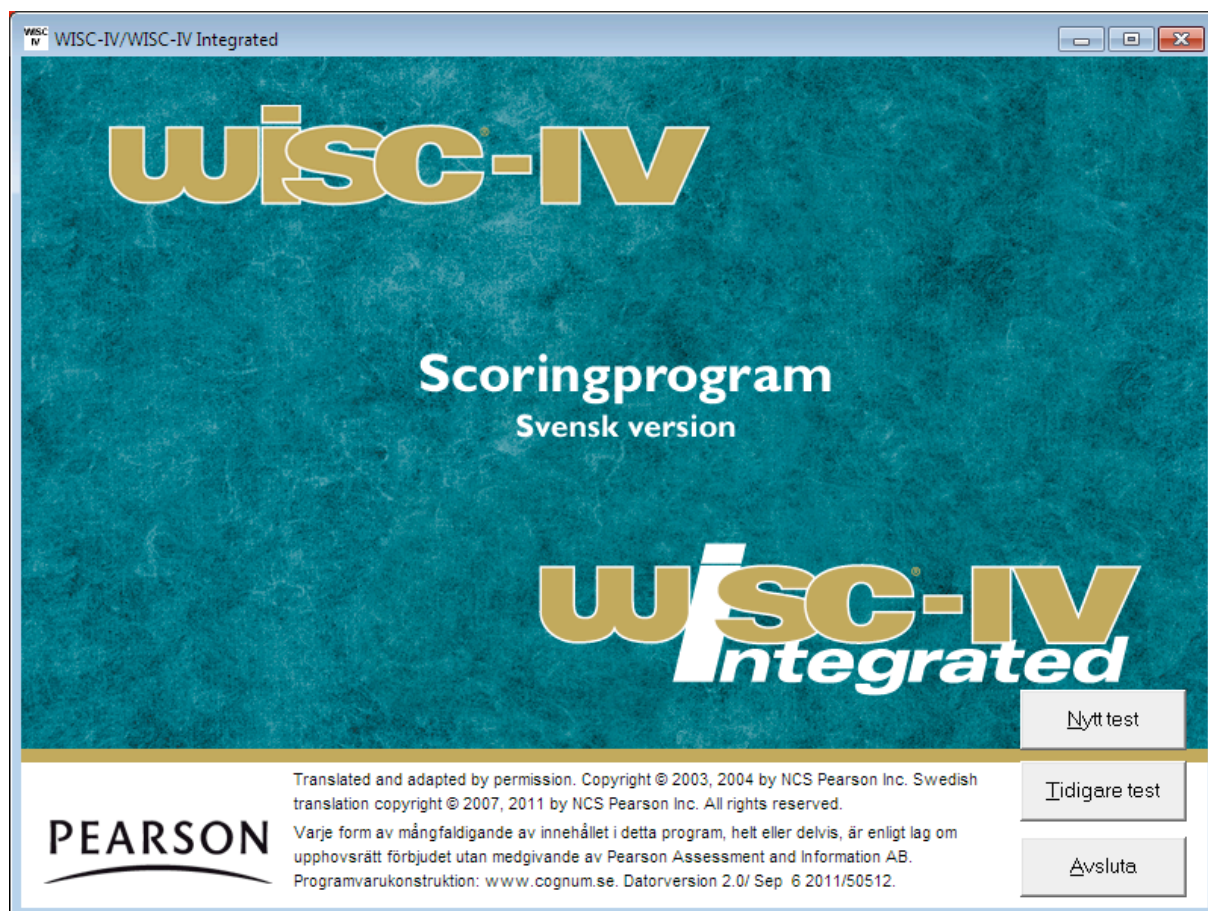 WISC IV WISC-IV/WISC-IV Integrated
WISC®-IV
Scoringprogram
Svensk version
WISC®-IV
Integrated
Nytt test
Translated and adapted by permission. Copyright © 2003, 2004 by NCS Pearson Inc. Swedish
translation copyright © 2007, 2011 by NCS Pearson Inc. All rights reserved.
Tidigare test
PEARSON
Varje form av mångfaldigande av innehållet i detta program, helt eller delvis, är enligt lag om
upphovsrätt förbjudet utan medgivande av Pearson Assessment and Information AB.
Programvarukonstruktion: www.cognum.se. Datorversion 2.0/ Sep 6 2011/50512.
Avsluta